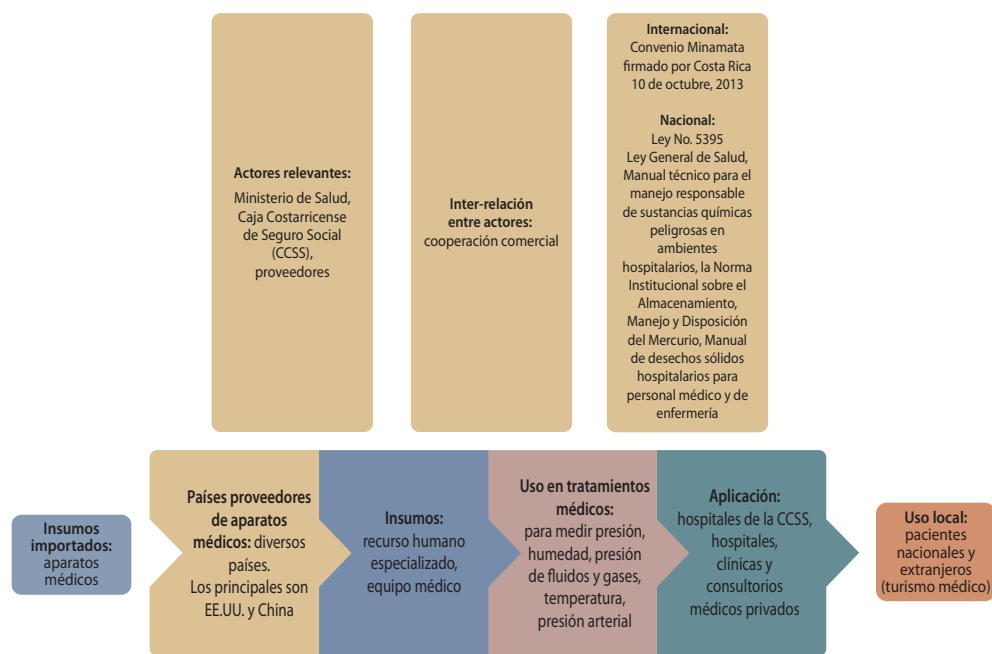 Actores relevantes:
Ministerio de Salud,
Caja Costarricense
de Seguro Social
(CCSS),
proveedores
Inter-relación
entre actores:
cooperación comercial
Internacional:
Convenio Minamata
firmado por Costa Rica
10 de octubre, 2013
Nacional:
Ley No. 5395
Ley General de Salud,
Manual técnico para el
manejo responsable
de sustancias químicas
peligrosas en
ambientes
hospitalarios, la Norma
Institucional sobre el
Almacenamiento,
Manejo y Disposición
del Mercurio, Manual
de desechos sólidos
hospitalarios para
personal médico y de
enfermería
Insumos
importados:
aparatos
médicos
Países proveedores
de aparatos
médicos: diversos
países.
Los principales son
EE.UU. y China
Insumos:
recurso humano
especializado,
equipo médico
Uso en tratamientos
médicos:
para medir presión,
humedad, presión
de fluidos y gases,
temperatura,
presión arterial
Aplicación:
hospitales de la CCSS,
hospitales,
clínicas y
consultorios
médicos privados
Uso local:
pacientes
nacionales y
extranjeros
(turismo médico)